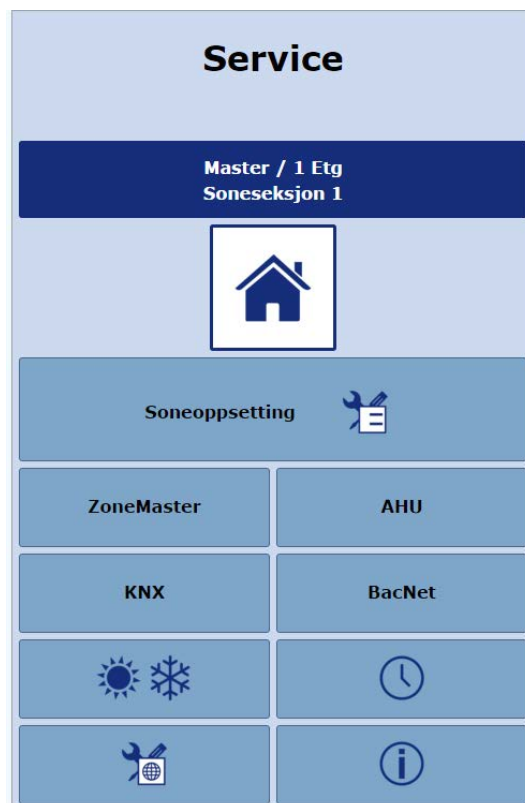 Service
Master / 1 Etg
Soneseksjon 1
Soneoppsetting
ZoneMaster
AHU
KNX
BacNet